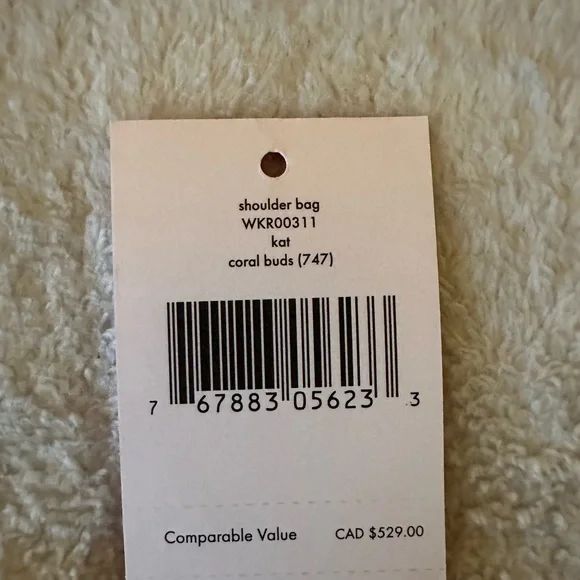 shoulder bag
WKR00311
kat
coral buds (747)
7 67883 05623 3
Comparable Value CAD $529.00